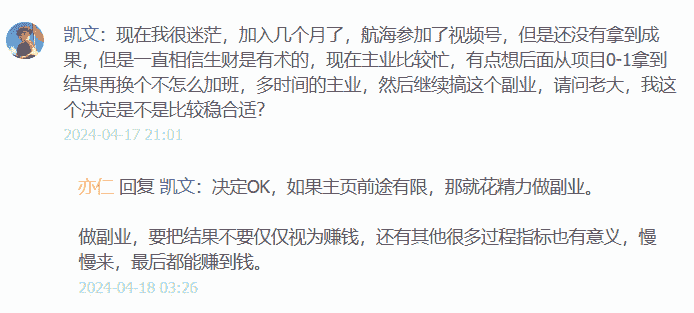 凯文：现在我很迷茫，加入几个月了，航海参加了视频号，但是还没有拿到成
果，但是一直相信生财是有术的，现在主业比较忙，有点想后面从项目0-1拿到
结果再换个不怎么加班，多时间的主业，然后继续搞这个副业，请问老大，我这
个决定是不是比较稳合适？
2024-04-17 21:01
亦仁 回复 凯文：决定OK，如果主页前途有限，那就花精力做副业。
做副业，要把结果不要仅仅视为赚钱，还有其他很多过程指标也有意义，慢
慢来，最后都能赚到钱。
2024-04-18 03:26